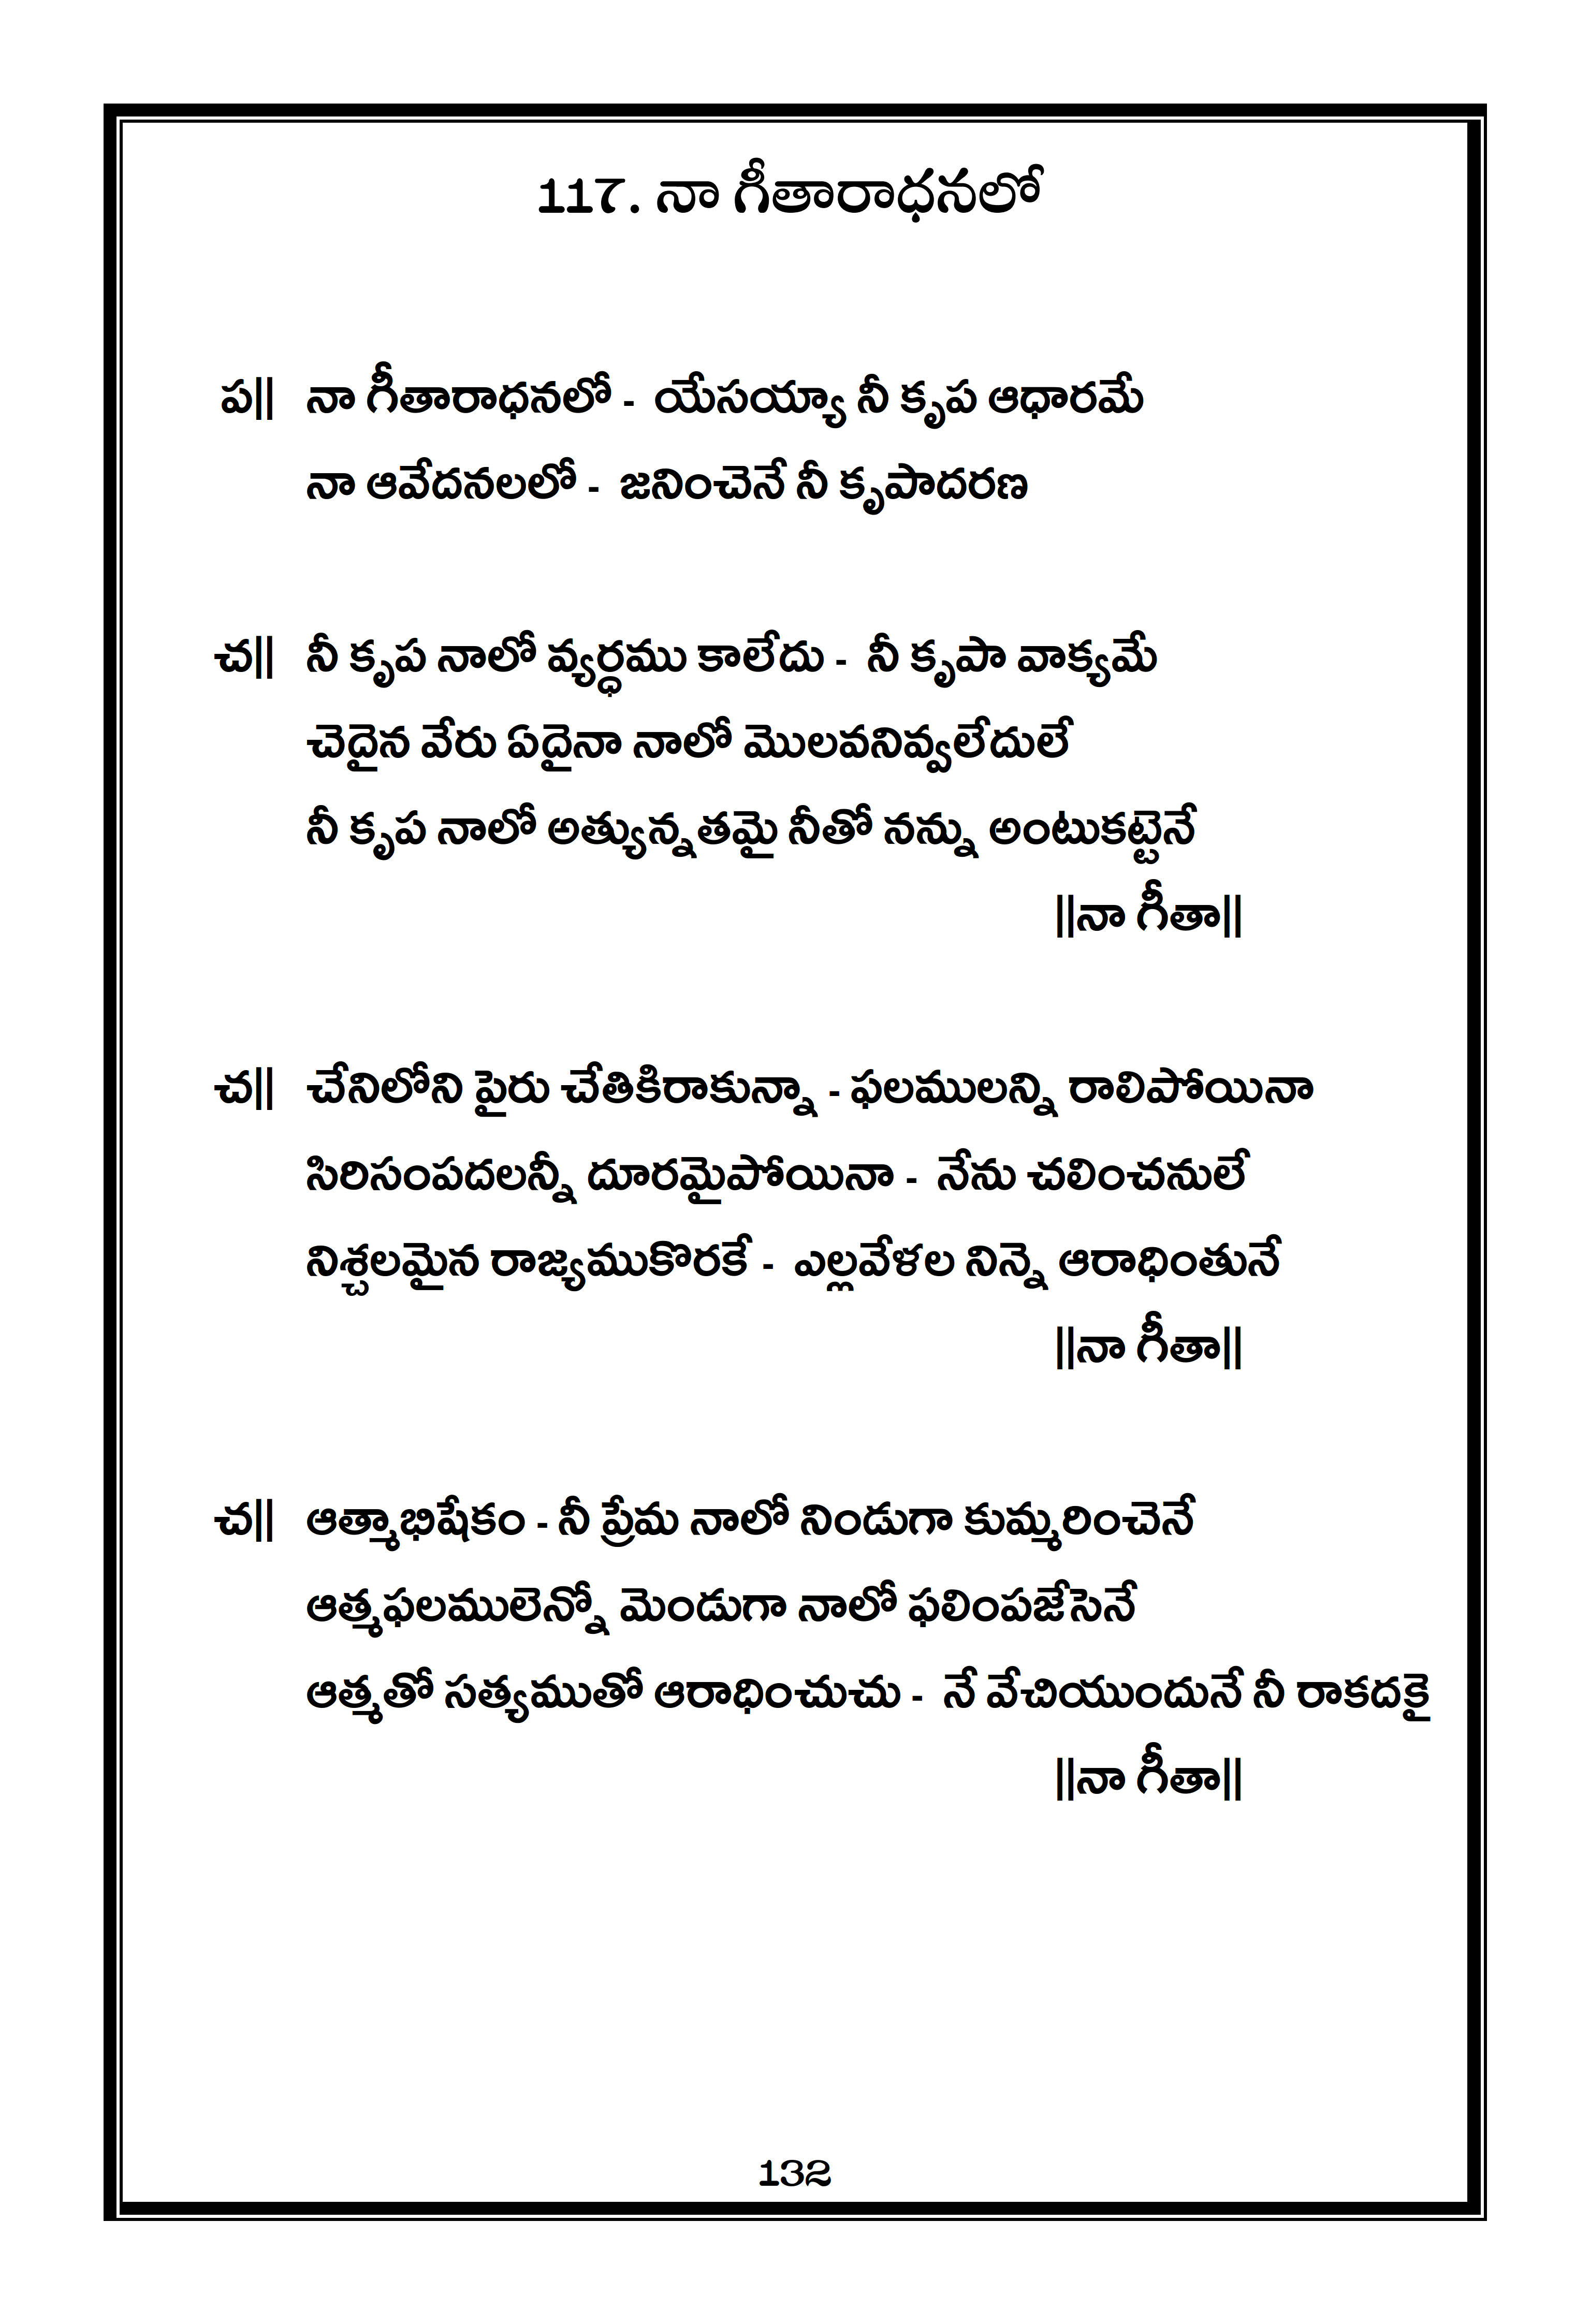 117. నా గీతారాధనలో
ప॥ నా గీతారాధనలో - యేసయ్యా నీ కృప ఆధారమే
నా ఆవేదనలలో - జనించెనే నీ కృపాదరణ
చ॥ నీ కృప నాలో వ్యర్ధము కాలేదు - నీ కృపా వాక్యమే
చెదైన వేరు ఏదైనా నాలో మొలవనివ్వలేదులే
నీ కృప నాలో అత్యున్నతమై నీతో నన్ను అంటుకట్టెనే
॥నా గీతా॥
చ॥ చేనిలోని పైరు చేతికిరాకున్నా - ఫలములన్ని రాలిపోయినా
సిరిసంపదలన్నీ దూరమైపోయినా - నేను చలించనులే
నిశ్చలమైన రాజ్యముకొరకే - ఎల్లవేళల నిన్నె ఆరాధింతునే
॥నా గీతా॥
చ॥ ఆత్మాభిషేకం - నీ ప్రేమ నాలో నిండుగా కుమ్మరించెనే
ఆత్మఫలములెన్నో మెండుగా నాలో ఫలింపజేసెనే
ఆత్మతో సత్యముతో ఆరాధించుచు - నే వేచియుందునే నీ రాకడకై
॥నా గీతా॥
132